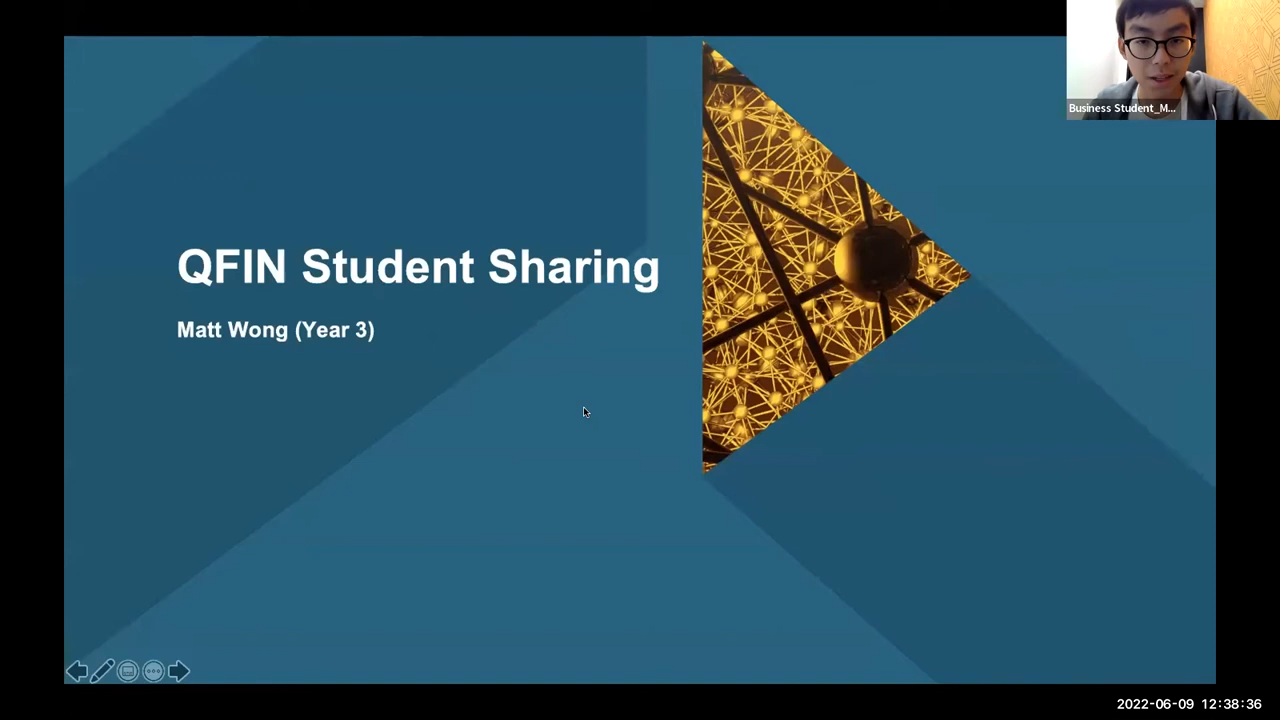 Business Student_M...
QFIN Student Sharing
Matt Wong (Year 3)
2022-06-09 12:38:36